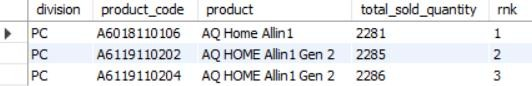 division product_code product total_sold_quantity rnk
PC A6018110106 AQ Home Allin1 2281 1
PC A6119110202 AQ HOME Allin1 Gen 2 2285 2
PC A6119110204 AQ HOME Allin1 Gen 2 2286 3